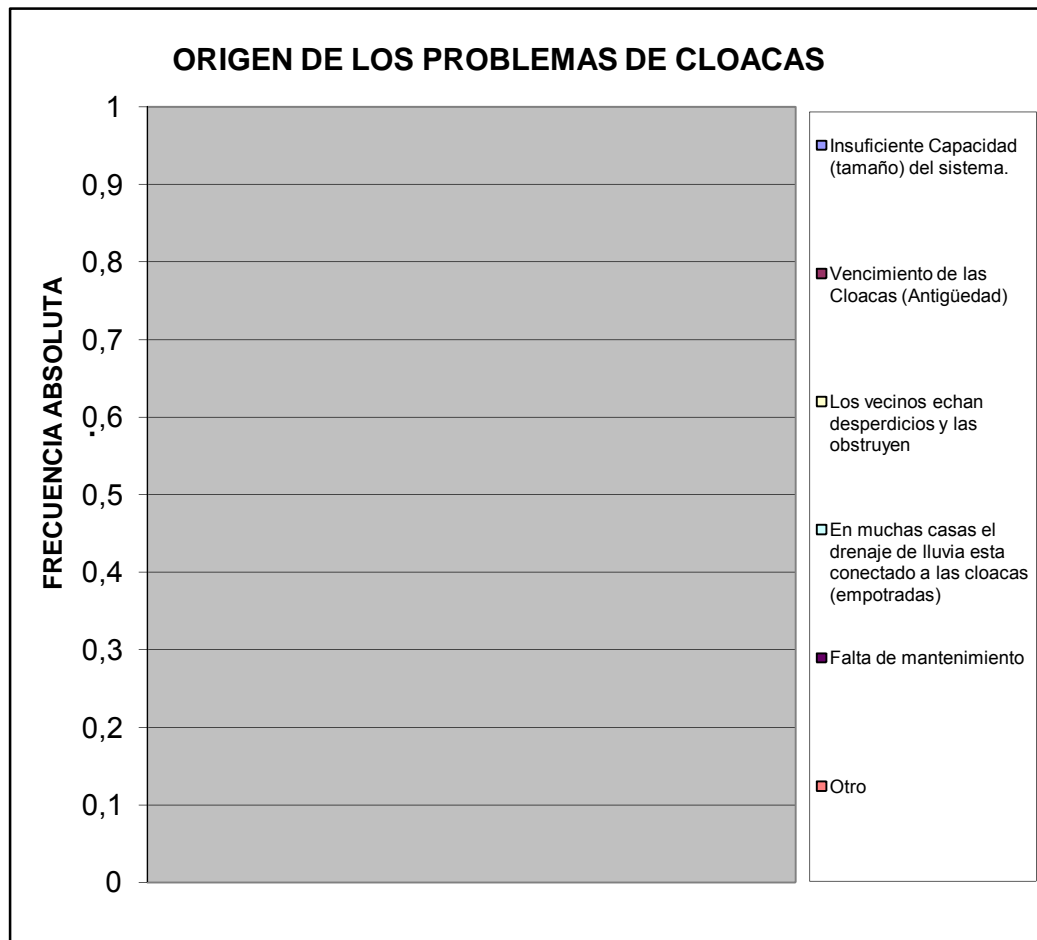 ORIGEN DE LOS PROBLEMAS DE CLOACAS
FRECUENCIA ABSOLUTA
.
1
0,9
0,8
0,7
0,6
0,5
0,4
0,3
0,2
0,1
0
Insuficiente Capacidad
(tamaño) del sistema.
Vencimiento de las
Cloacas (Antigüedad)
Los vecinos echan
desperdicios y las
obstruyen
En muchas casas el
drenaje de lluvia esta
conectado a las cloacas
(empotradas)
Falta de mantenimiento
Otro